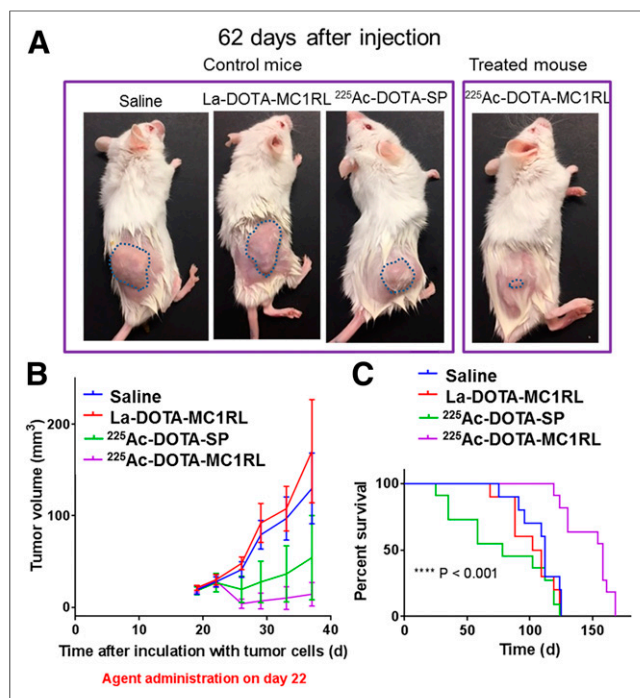 A
62 days after injection
Control mice
Treated mouse
Saline
La-DOTA-MC1RL
²²⁵Ac-DOTA-SP
²²⁵Ac-DOTA-MC1RL
B
Saline
La-DOTA-MC1RL
²²⁵Ac-DOTA-SP
²²⁵Ac-DOTA-MC1RL
Tumor volume (mm³)
200
100
0
0
10
20
30
40
Time after inculation with tumor cells (d)
Agent administration on day 22
C
Saline
La-DOTA-MC1RL
²²⁵Ac-DOTA-SP
²²⁵Ac-DOTA-MC1RL
Percent survival
100
50
0
**** P < 0.001
0
50
100
150
Time (d)